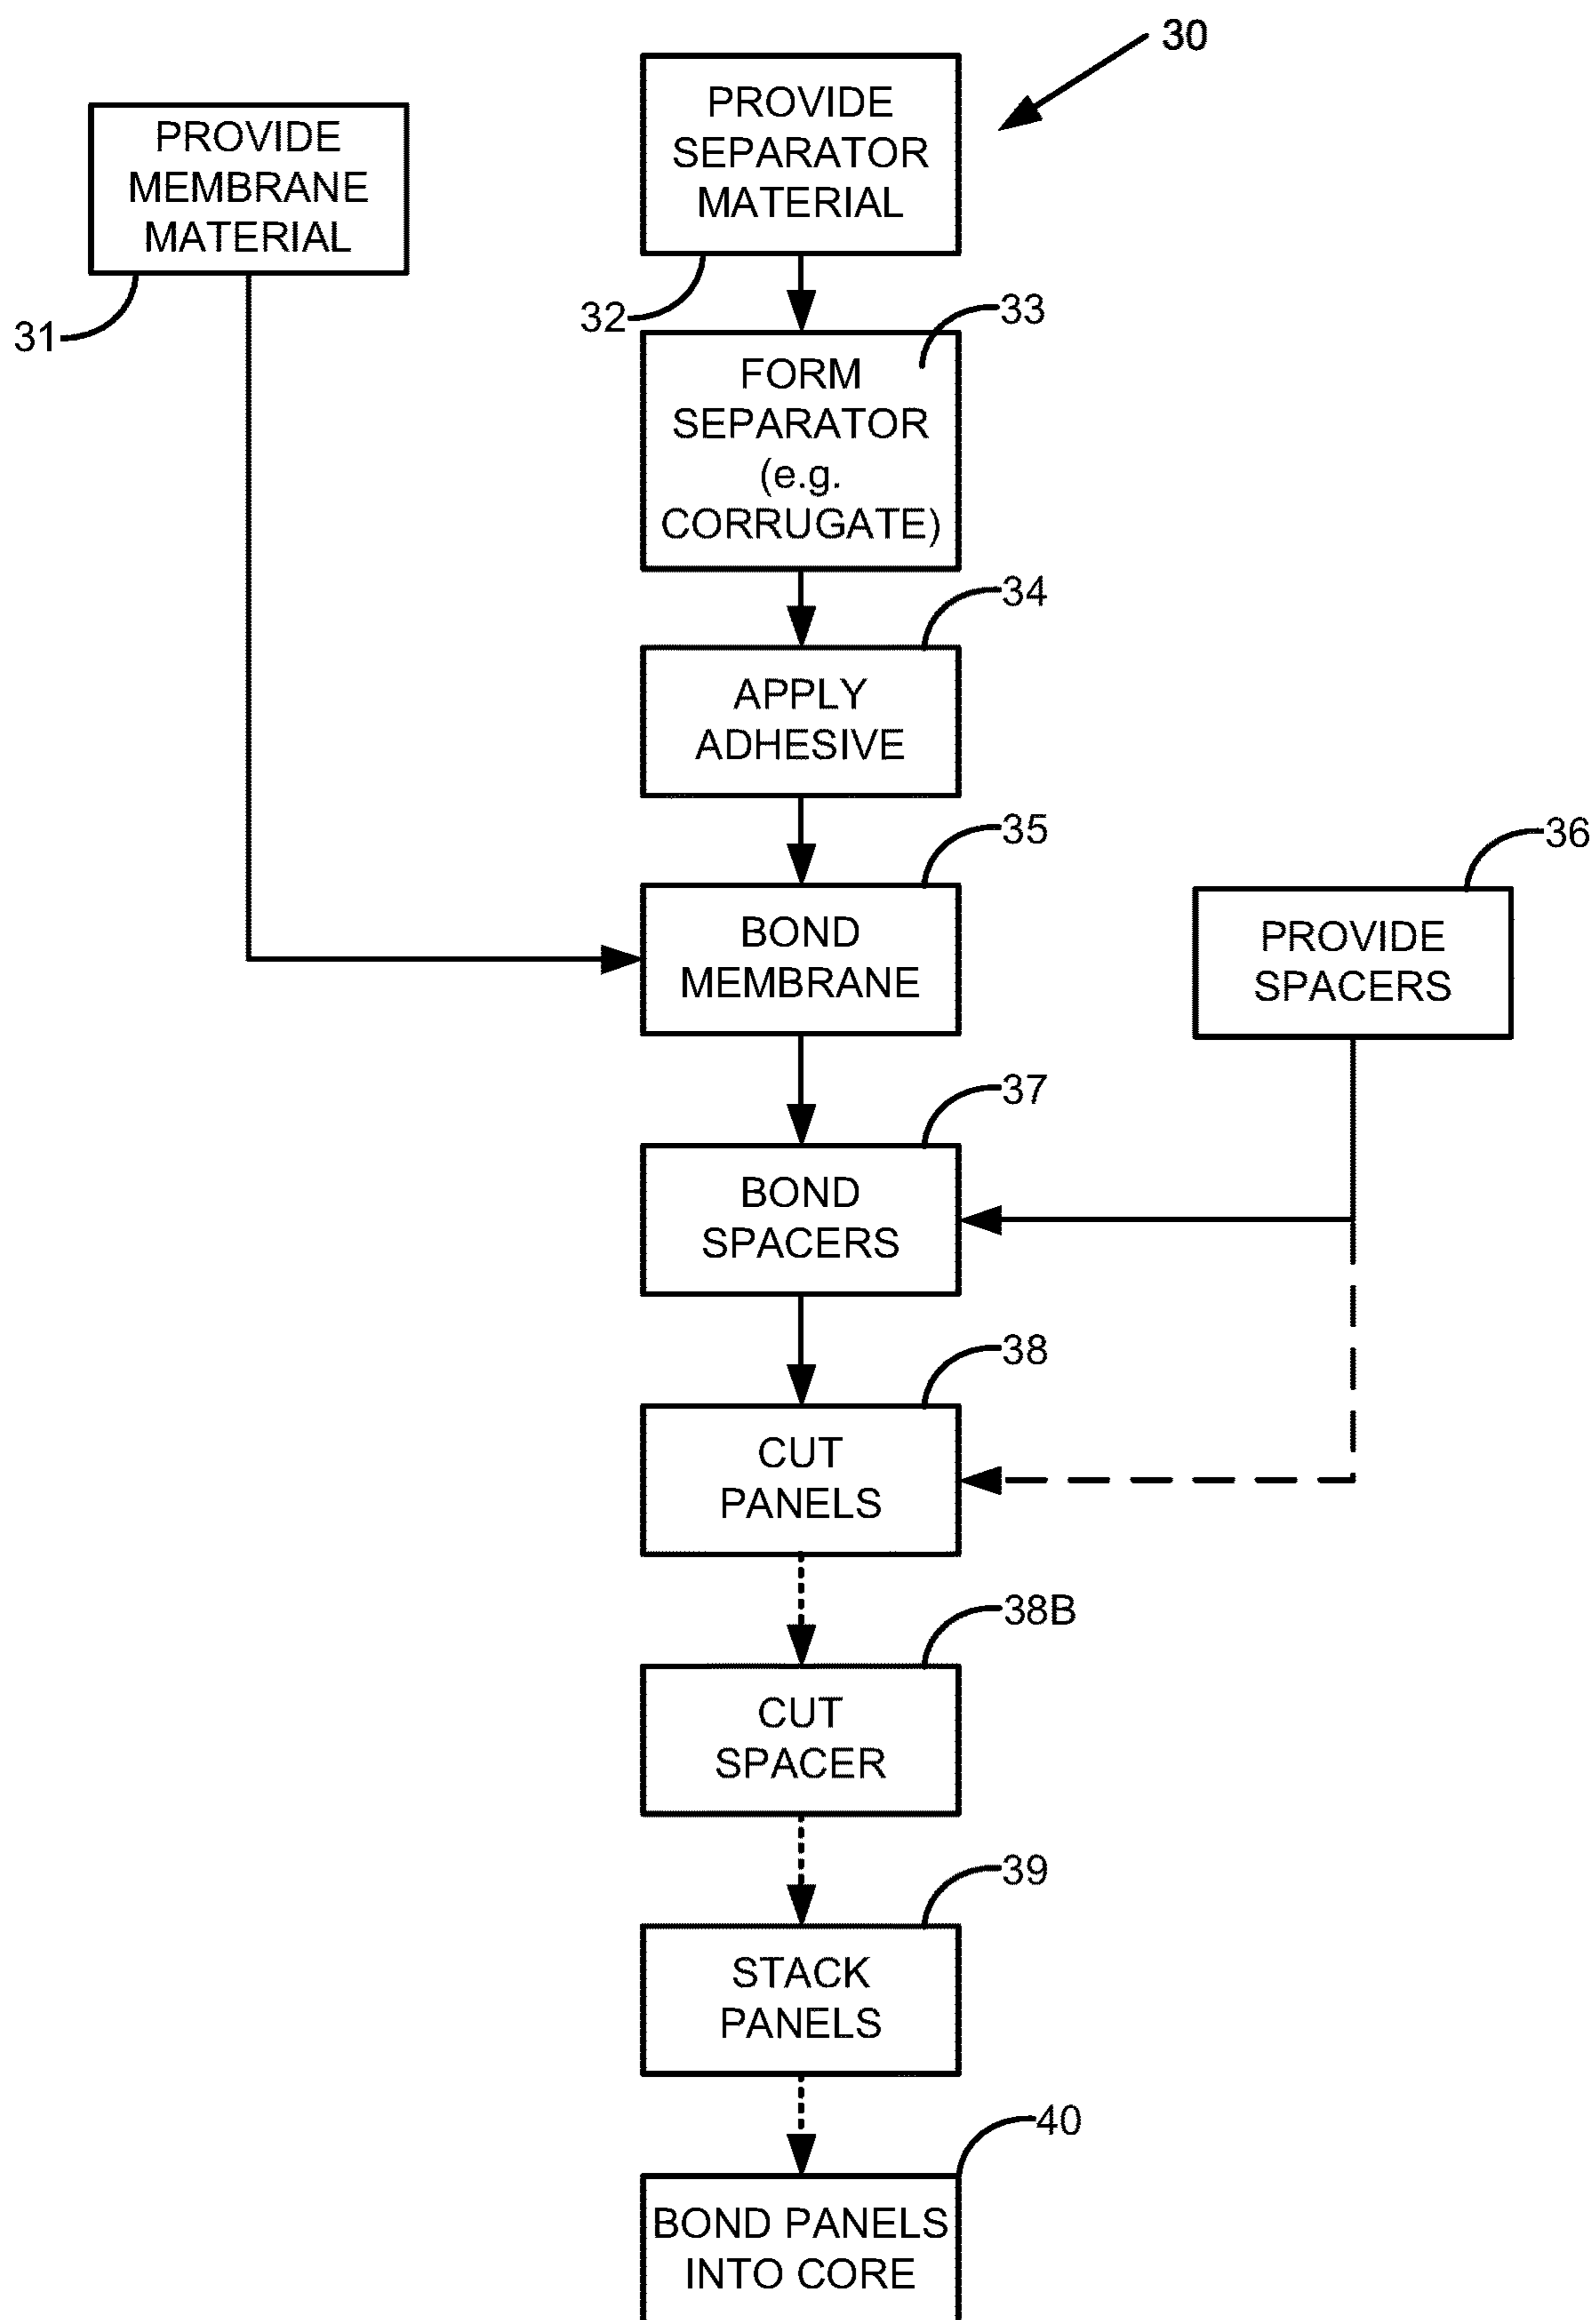 30
PROVIDE
SEPARATOR
MATERIAL
PROVIDE
MEMBRANE
MATERIAL
31
32
33
FORM
SEPARATOR
(e.g.
CORRUGATE)
34
APPLY
ADHESIVE
35
BOND
MEMBRANE
36
PROVIDE
SPACERS
37
BOND
SPACERS
38
CUT
PANELS
38B
CUT
SPACER
39
STACK
PANELS
40
BOND PANELS
INTO CORE